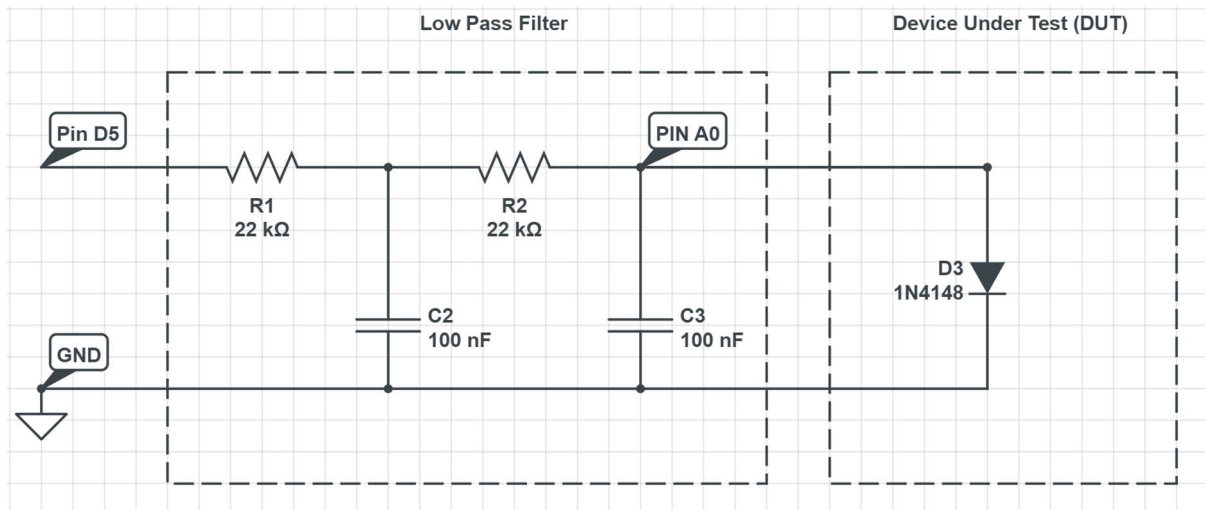 Low Pass Filter
Device Under Test (DUT)
Pin D5
PIN A0
R1
22 kΩ
R2
22 kΩ
D3
1N4148
C2
100 nF
C3
100 nF
GND